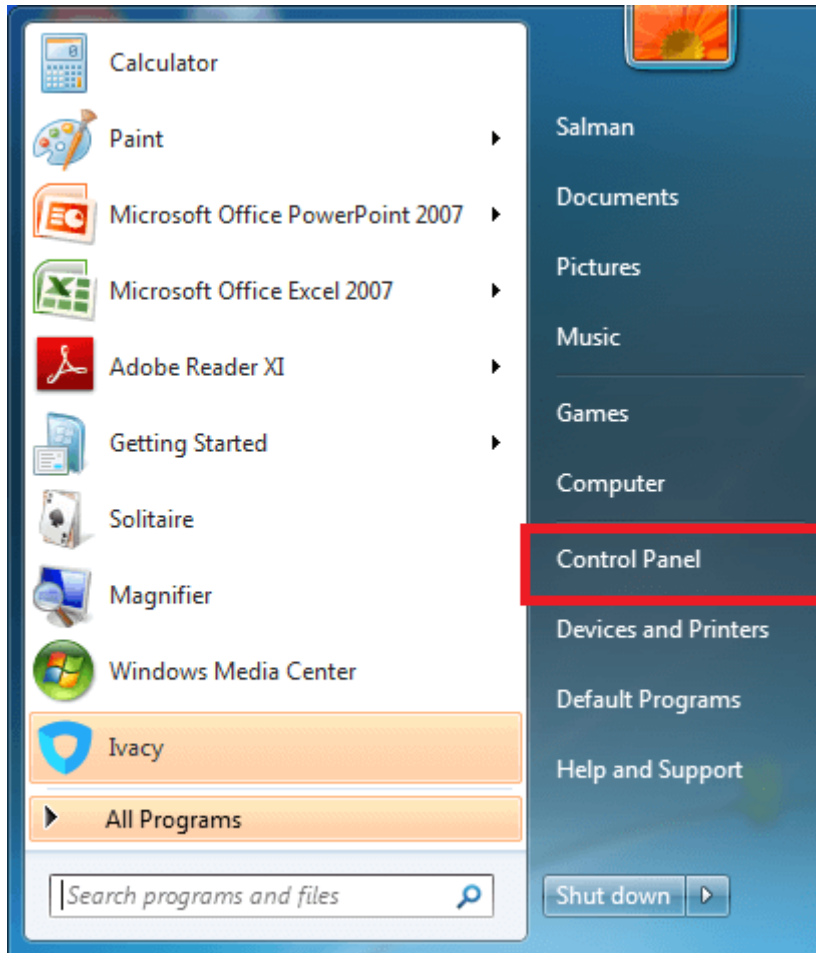 Calculator
Paint
Microsoft Office PowerPoint 2007
Microsoft Office Excel 2007
Adobe Reader XI
Getting Started
Solitaire
Magnifier
Windows Media Center
Ivacy
All Programs
Search programs and files
Salman
Documents
Pictures
Music
Games
Computer
Control Panel
Devices and Printers
Default Programs
Help and Support
Shut down